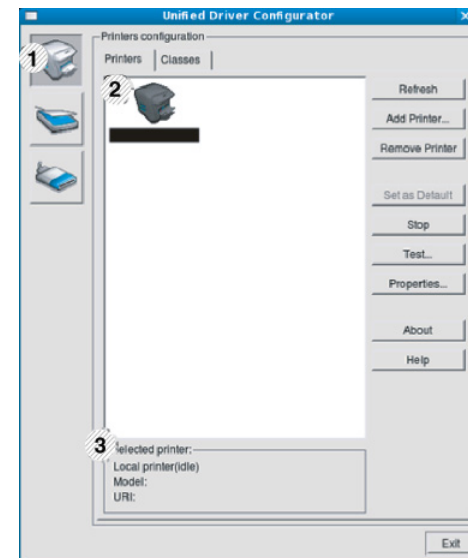 Unified Driver Configurator
Printers configuration
1
Printers
Classes
2
Refresh
Add Printer...
Remove Printer
Set as Default
Stop
Test...
Properties...
About
Help
3
Selected printer:
Local printer(idle)
Model:
URI:
Exit